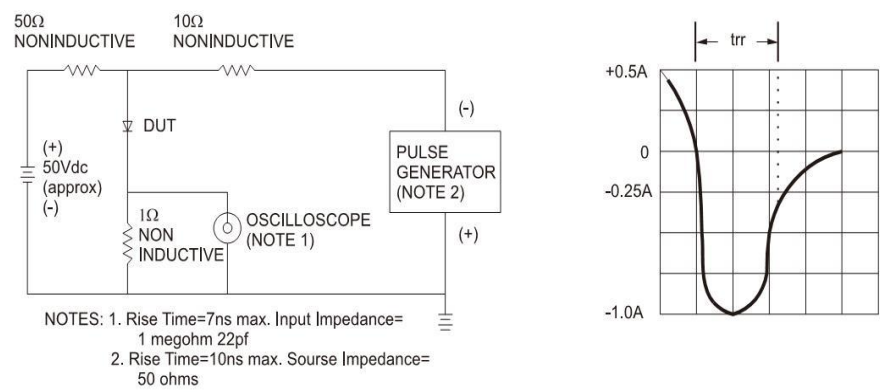 50Ω
NONINDUCTIVE
10Ω
NONINDUCTIVE
DUT
(+)
50Vdc
(approx)
(-)
1Ω
NON
INDUCTIVE
OSCILLOSCOPE
(NOTE 1)
(-)
PULSE
GENERATOR
(NOTE 2)
(+)
NOTES: 1. Rise Time=7ns max. Input Impedance=
1 megohm 22pf
2. Rise Time=10ns max. Sourse Impedance=
50 ohms
trr
+0.5A
0
-0.25A
-1.0A